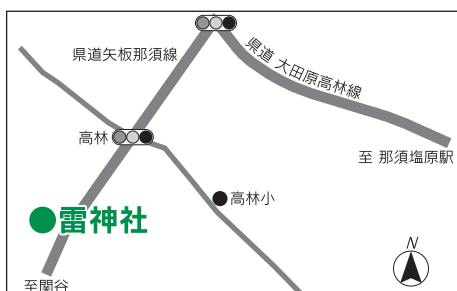 県道矢板那須線
県道 大田原高林線
高林
至 那須塩原駅
高林小
雷神社
至関谷
N